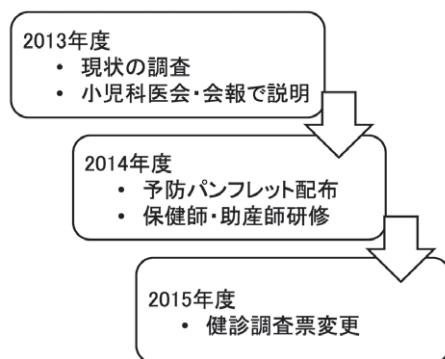 2013年度
• 現状の調査
• 小児科医会・会報で説明
2014年度
• 予防パンフレット配布
• 保健師・助産師研修
2015年度
• 健診調査票変更